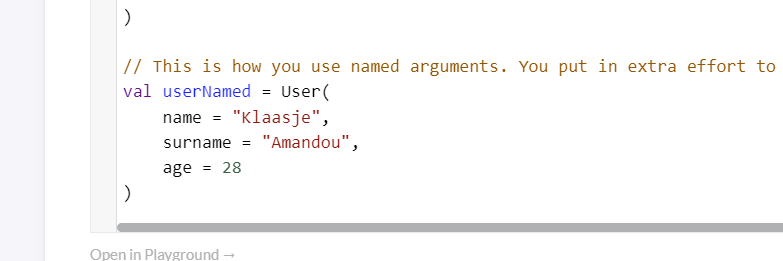 )
// This is how you use named arguments. You put in extra effort to
val userNamed = User(
    name = "Klaasje",
    surname = "Amandou",
    age = 28
)
Open in Playground →